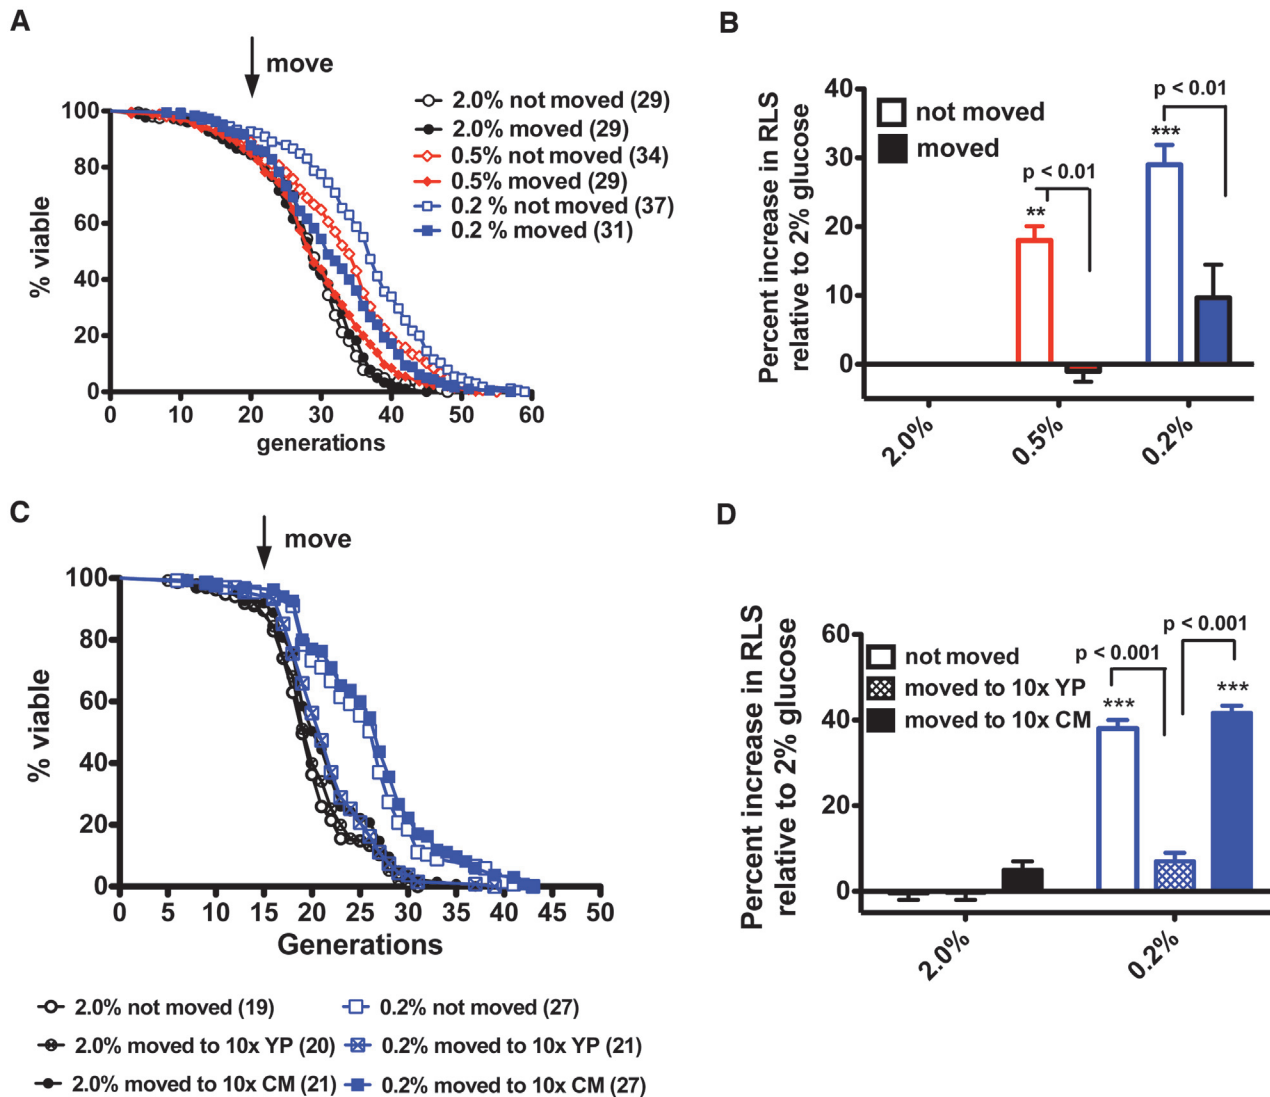 A
move
2.0% not moved (29)
2.0% moved (29)
0.5% not moved (34)
0.5% moved (29)
0.2 % not moved (37)
0.2 % moved (31)
% viable
100
80
60
40
20
0
0 10 20 30 40 50 60
generations
B
Percent increase in RLS
relative to 2% glucose
40
30
20
10
0
not moved
moved
p < 0.01
**
p < 0.01
***
2.0% 0.5% 0.2%
C
move
% viable
100
80
60
40
20
0
0 5 10 15 20 25 30 35 40 45 50
Generations
2.0% not moved (19)
2.0% moved to 10x YP (20)
2.0% moved to 10x CM (21)
0.2% not moved (27)
0.2% moved to 10x YP (21)
0.2% moved to 10x CM (27)
D
Percent increase in RLS
relative to 2% glucose
60
40
20
0
not moved
moved to 10x YP
moved to 10x CM
p < 0.001
p < 0.001
***
***
2.0% 0.2%